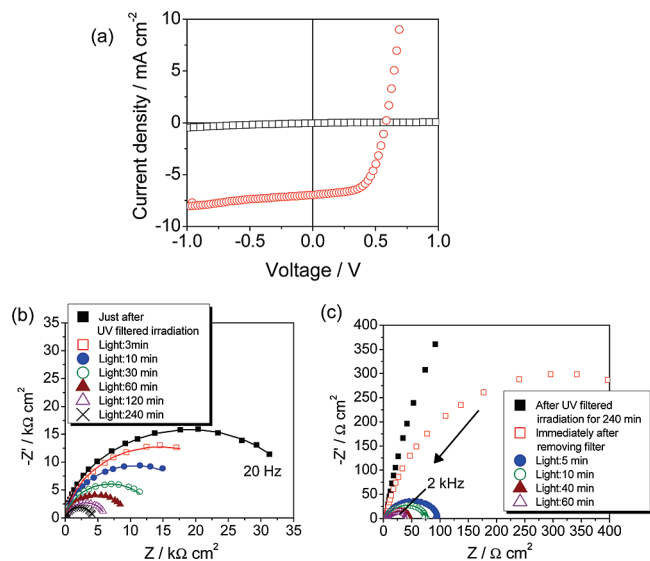 (a)
Current density / mA cm-2
10
5
0
-5
-10
-1.0
-0.5
0.0
0.5
1.0
Voltage / V
(b)
-Z' / kΩ cm2
35
30
25
20
15
10
5
0
Just after
UV filtered irradiation
Light:3min
Light:10 min
Light:30 min
Light:60 min
Light:120 min
Light:240 min
20 Hz
0 5 10 15 20 25 30 35
Z / kΩ cm2
(c)
-Z' / Ω cm2
400
350
300
250
200
150
100
50
0
After UV filtered
irradiation for 240 min
Immediately after
removing filter
Light:5 min
Light:10 min
Light:40 min
Light:60 min
2 kHz
0 50 100 150 200 250 300 350 400
Z / Ω cm2